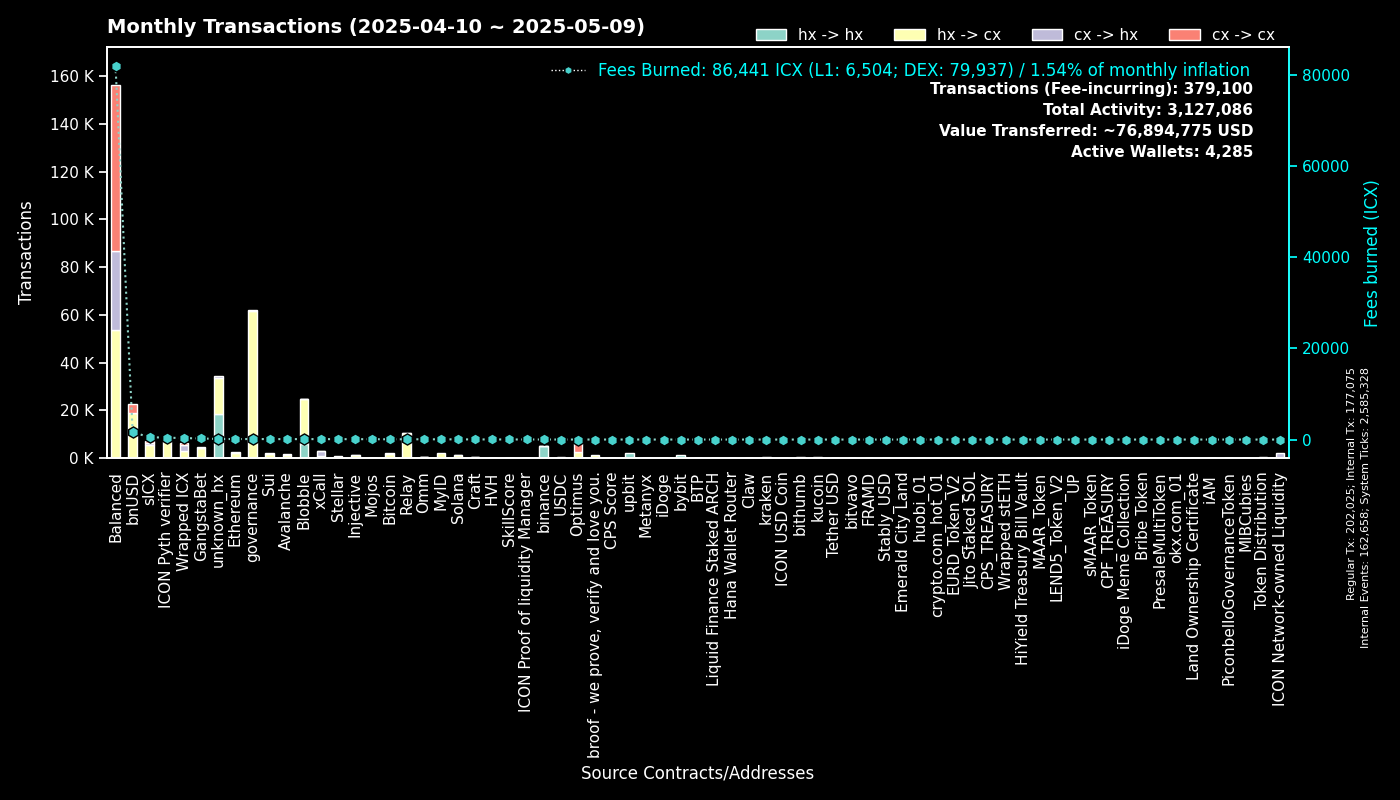 Monthly Transactions (2025-04-10 ~ 2025-05-09)
hx -> hx
hx -> cx
cx -> hx
cx -> cx
Fees Burned: 86,441 ICX (L1: 6,504; DEX: 79,937) / 1.54% of monthly inflation
Transactions (Fee-incurring): 379,100
Total Activity: 3,127,086
Value Transferred: ~76,894,775 USD
Active Wallets: 4,285
Transactions
160 K
140 K
120 K
100 K
80 K
60 K
40 K
20 K
0 K
80000
60000
40000
20000
0
Fees burned (ICX)
Regular Tx: 202,025; Internal Tx: 177,075
Internal Events: 162,658; System Ticks: 2,585,328
Balanced
bnUSD
sICX
ICON Pyth verifier
Wrapped ICX
GangstaBet
unknown_hx
Ethereum
governance
Sui
Avalanche
Blobble
xCall
Stellar
Injective
Mojos
Bitcoin
Relay
Omm
MyID
Solana
Craft
HVH
SkillScore
ICON Proof of liquidity Manager
binance
USDC
Optimus
broof - we prove, verify and love you.
CPS Score
upbit
Metanyx
iDoge
bybit
BTP
Liquid Finance Staked ARCH
Hana Wallet Router
Claw
kraken
ICON USD Coin
bithumb
kucoin
Tether USD
bitvavo
FRAMD
Stably_USD
Emerald City Land
huobi_01
crypto.com_hot_01
EURD_Token_V2
Jito Staked SOL
CPS_TREASURY
Wrapped stETH
HiYield Treasury Bill Vault
MAAR_Token
LEND5_Token_V2
_UP
sMAAR_Token
CPF_TREASURY
iDoge Meme Collection
Bribe Token
PresaleMultiToken
okx.com_01
Land Ownership Certificate
iAM
PiconbelloGovernanceToken
MIBCubies
Token Distribution
ICON Network-owned Liquidity
Source Contracts/Addresses